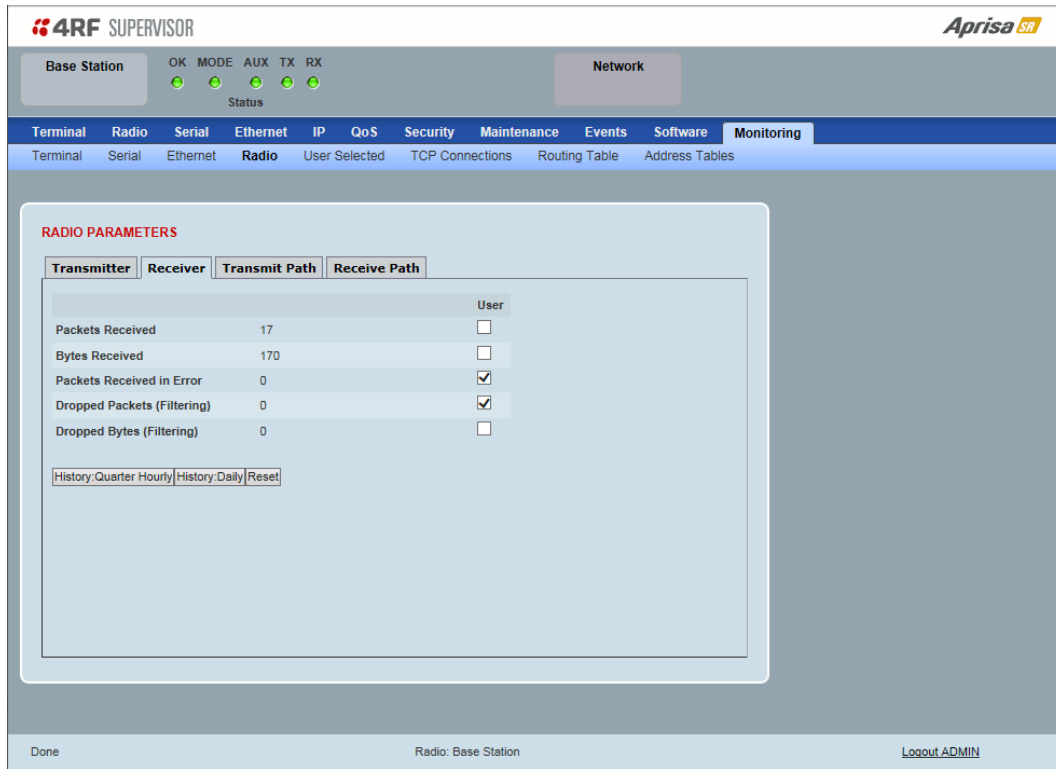 4RF SUPERVISOR
Aprisa SR
Base Station
OK MODE AUX TX RX
Status
Network
Terminal Radio Serial Ethernet IP QoS Security Maintenance Events Software Monitoring
Terminal Serial Ethernet Radio User Selected TCP Connections Routing Table Address Tables
RADIO PARAMETERS
Transmitter Receiver Transmit Path Receive Path
User
Packets Received 17
Bytes Received 170
Packets Received in Error 0
Dropped Packets (Filtering) 0
Dropped Bytes (Filtering) 0
History:Quarter Hourly History:Daily Reset
Done Radio: Base Station Logout ADMIN